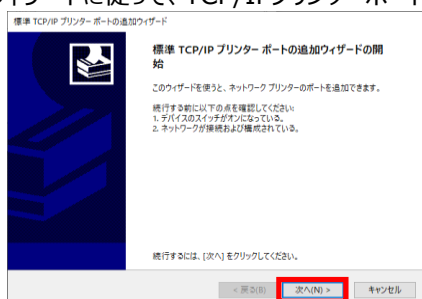 ィザードに従って、TCP/IPプリンターポート
標準 TCP/IP プリンター ポートの追加ウィザード
標準 TCP/IP プリンター ポートの追加ウィザードの開
始
このウィザードを使うと、ネットワーク プリンターのポートを追加できます。
続行する前に以下の点を確認してください:
1. デバイスのスイッチがオンになっている。
2. ネットワークが接続および構成されている。
続行するには、[次へ] をクリックしてください。
< 戻る(B)
次へ(N) >
キャンセル